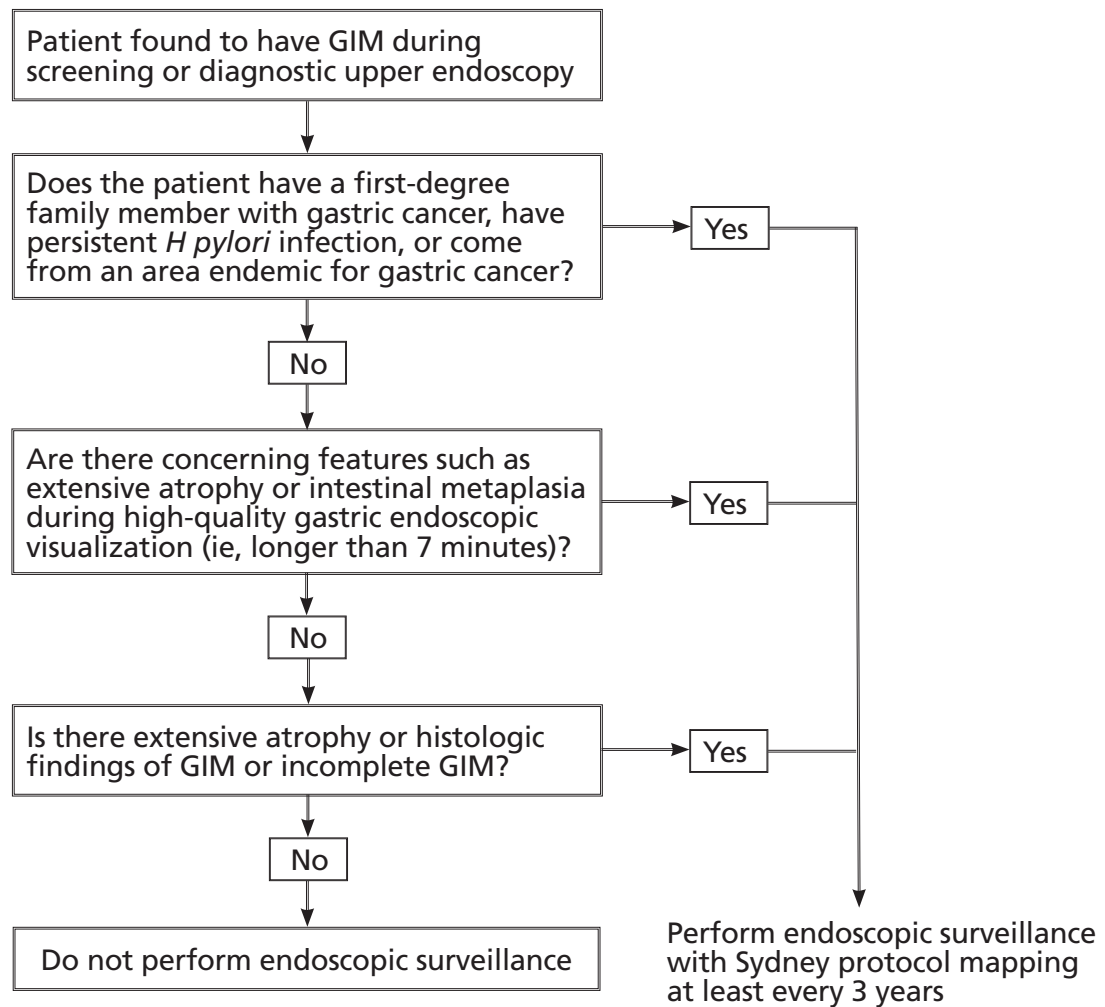 Patient found to have GIM during
screening or diagnostic upper endoscopy
Does the patient have a first-degree
family member with gastric cancer, have
persistent H pylori infection, or come
from an area endemic for gastric cancer?
Yes
No
Are there concerning features such as
extensive atrophy or intestinal metaplasia
during high-quality gastric endoscopic
visualization (ie, longer than 7 minutes)?
Yes
No
Is there extensive atrophy or histologic
findings of GIM or incomplete GIM?
Yes
No
Do not perform endoscopic surveillance
Perform endoscopic surveillance
with Sydney protocol mapping
at least every 3 years